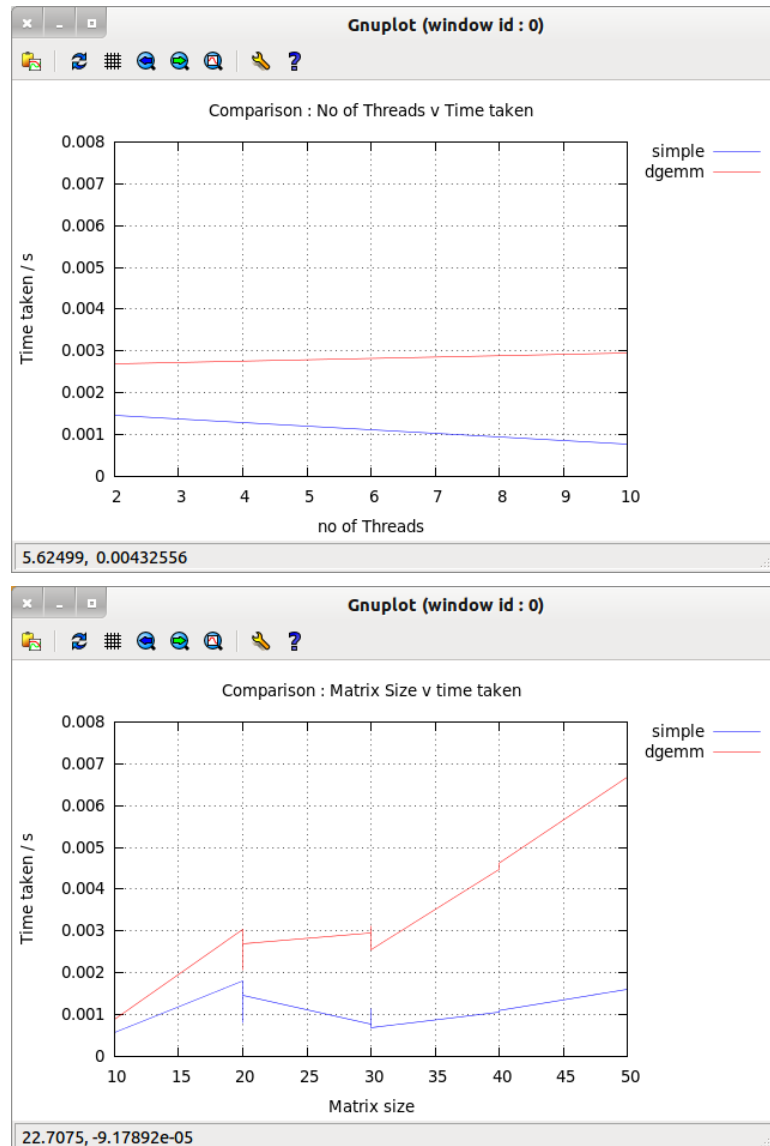 Gnuplot (window id : 0)
Comparison : No of Threads v Time taken
simple
dgemm
0.008
0.007
0.006
0.005
0.004
0.003
0.002
0.001
0
Time taken / s
2 3 4 5 6 7 8 9 10
no of Threads
5.62499, 0.00432556
Gnuplot (window id : 0)
Comparison : Matrix Size v time taken
simple
dgemm
0.008
0.007
0.006
0.005
0.004
0.003
0.002
0.001
0
Time taken / s
10 15 20 25 30 35 40 45 50
Matrix size
22.7075, -9.17892e-05